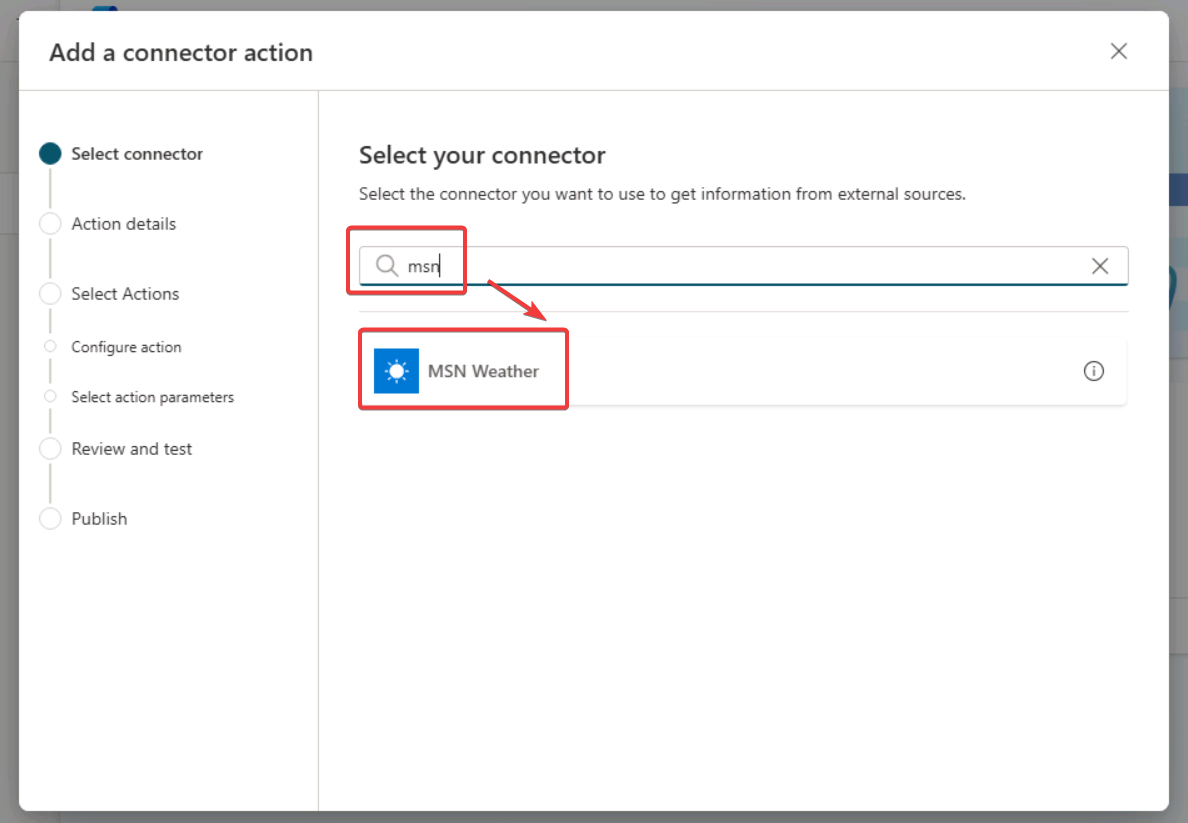 Add a connector action
Select connector
Action details
Select Actions
Configure action
Select action parameters
Review and test
Publish
Select your connector
Select the connector you want to use to get information from external sources.
msn
MSN Weather